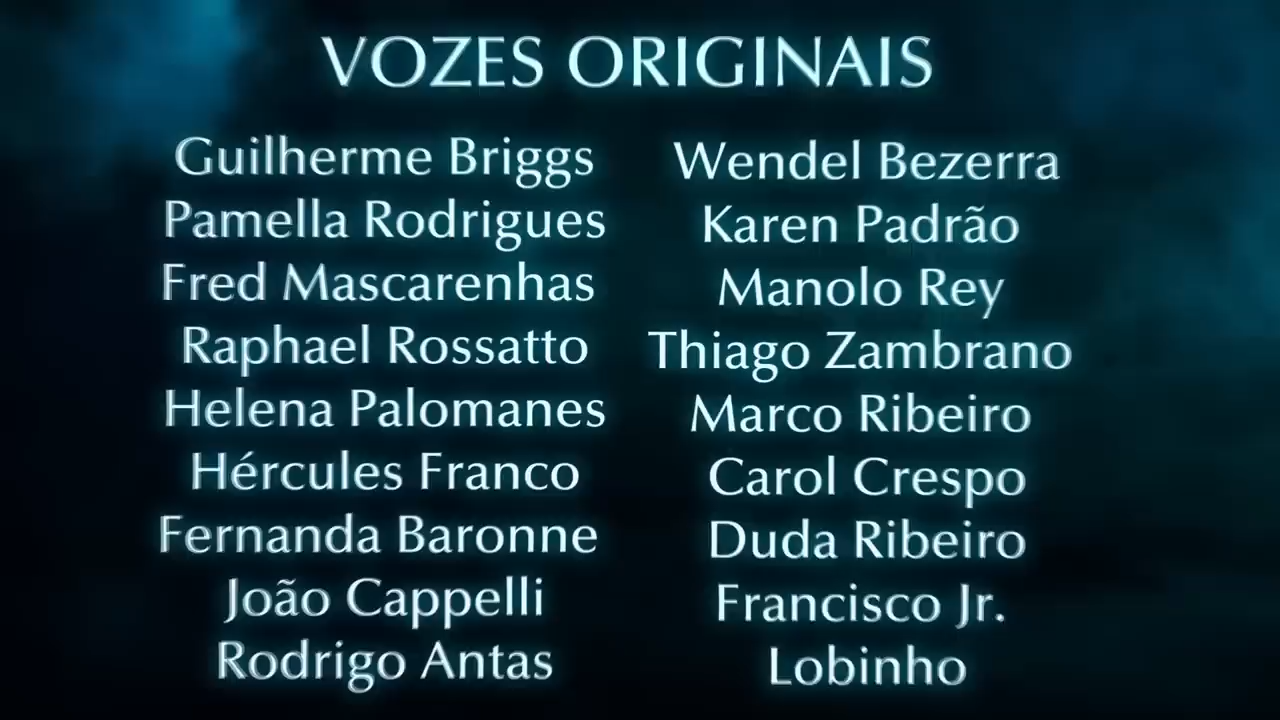 VOZES ORIGINAIS
Guilherme Briggs
Pamella Rodrigues
Fred Mascarenhas
Raphael Rossatto
Helena Palomanes
Hércules Franco
Fernanda Baronne
João Cappelli
Rodrigo Antas
Wendel Bezerra
Karen Padrão
Manolo Rey
Thiago Zambrano
Marco Ribeiro
Carol Crespo
Duda Ribeiro
Francisco Jr.
Lobinho